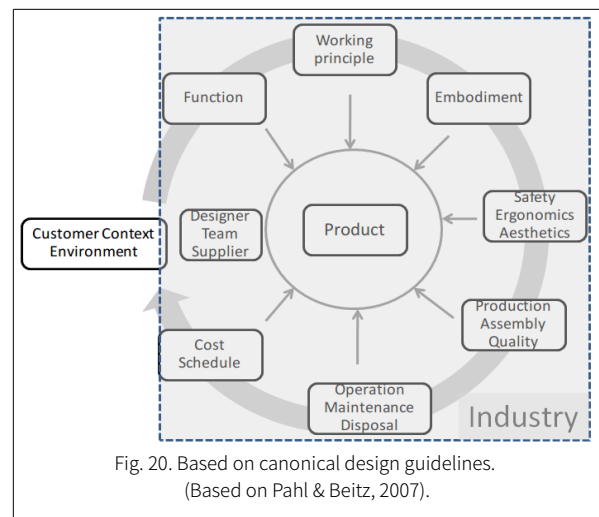 Working
principle
Function
Embodiment
Customer Context
Environment
Designer
Team
Supplier
Product
Safety
Ergonomics
Aesthetics
Production
Assembly
Quality
Cost
Schedule
Operation
Maintenance
Disposal
Industry
Fig. 20. Based on canonical design guidelines.
(Based on Pahl & Beitz, 2007).